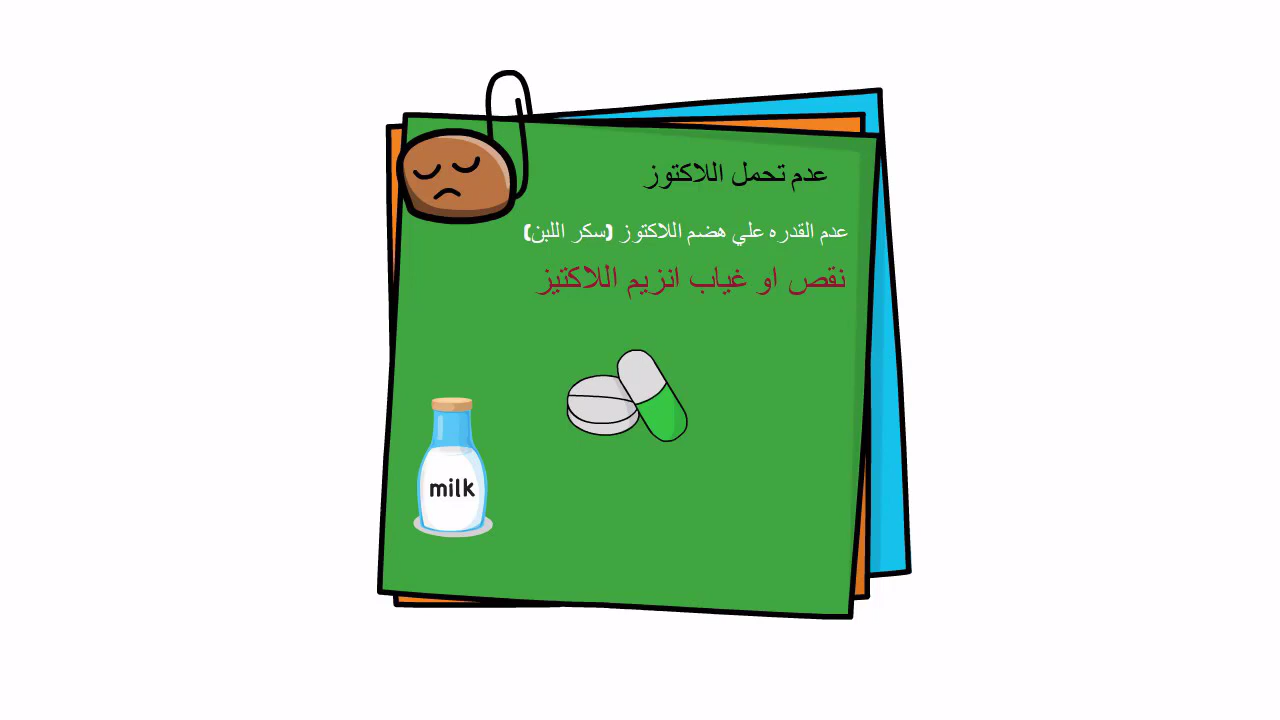 عدم تحمل اللاكتوز
عدم القدره علي هضم اللاكتوز (سكر اللبن)
نقص او غياب انزيم اللاكتيز
milk